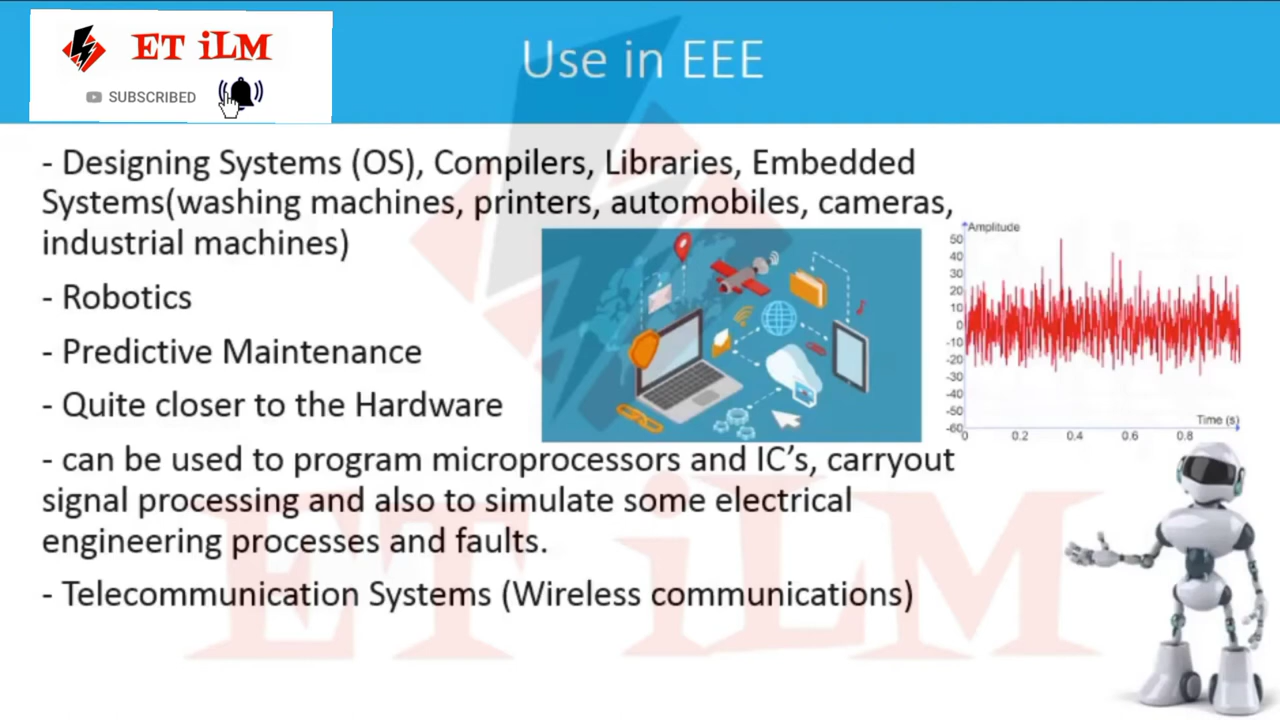 ET iLM
SUBSCRIBED
Use in EEE
- Designing Systems (OS), Compilers, Libraries, Embedded
Systems(washing machines, printers, automobiles, cameras,
industrial machines)
- Robotics
- Predictive Maintenance
- Quite closer to the Hardware
- can be used to program microprocessors and IC's, carryout
signal processing and also to simulate some electrical
engineering processes and faults.
- Telecommunication Systems (Wireless communications)
Amplitude
50
40
30
20
10
0
-10
-20
-30
-40
-50
-60
Time (s)
0 0.2 0.4 0.6 0.8
ET iLM